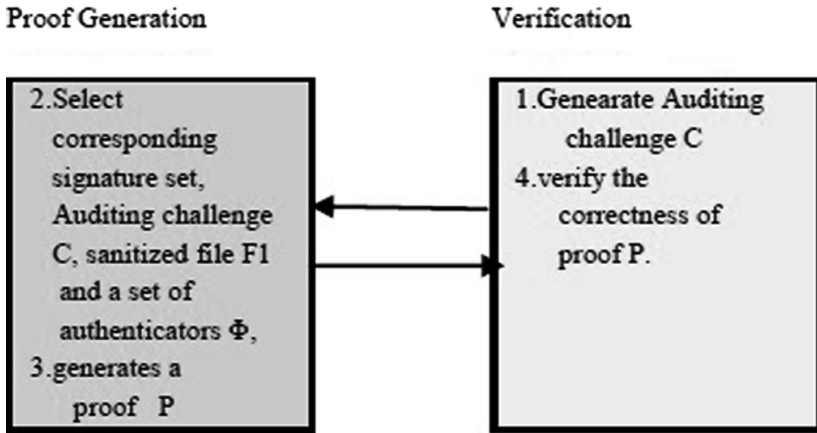 Proof Generation
Verification
2.Select
corresponding
signature set,
Auditing challenge
C, sanitized file F1
and a set of
authenticators Φ,
3.generates a
proof P
1.Genearate Auditing
challenge C
4.verify the
correctness of
proof P.